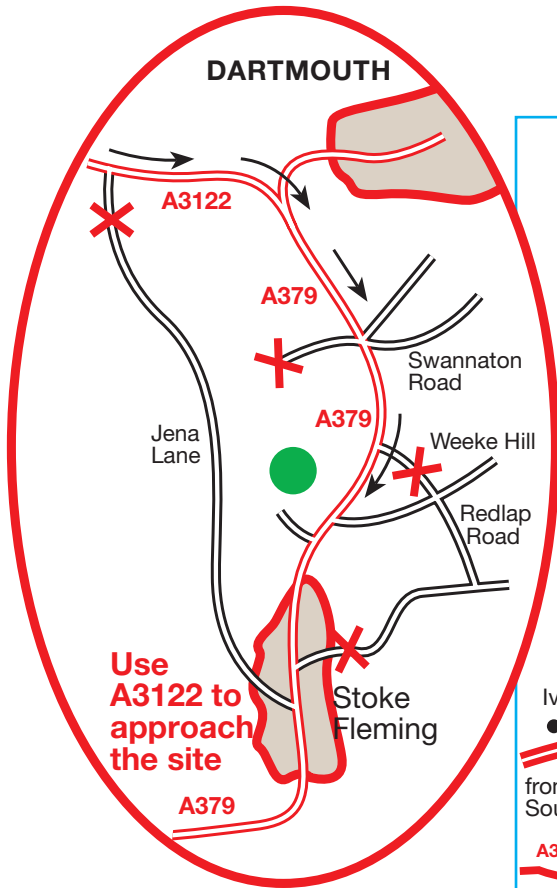 DARTMOUTH
A3122
A379
Swannaton
Road
A379
Weeke Hill
Jena
Lane
Redlap
Road
Use
A3122 to
approach
the site
Stoke
Fleming
A379